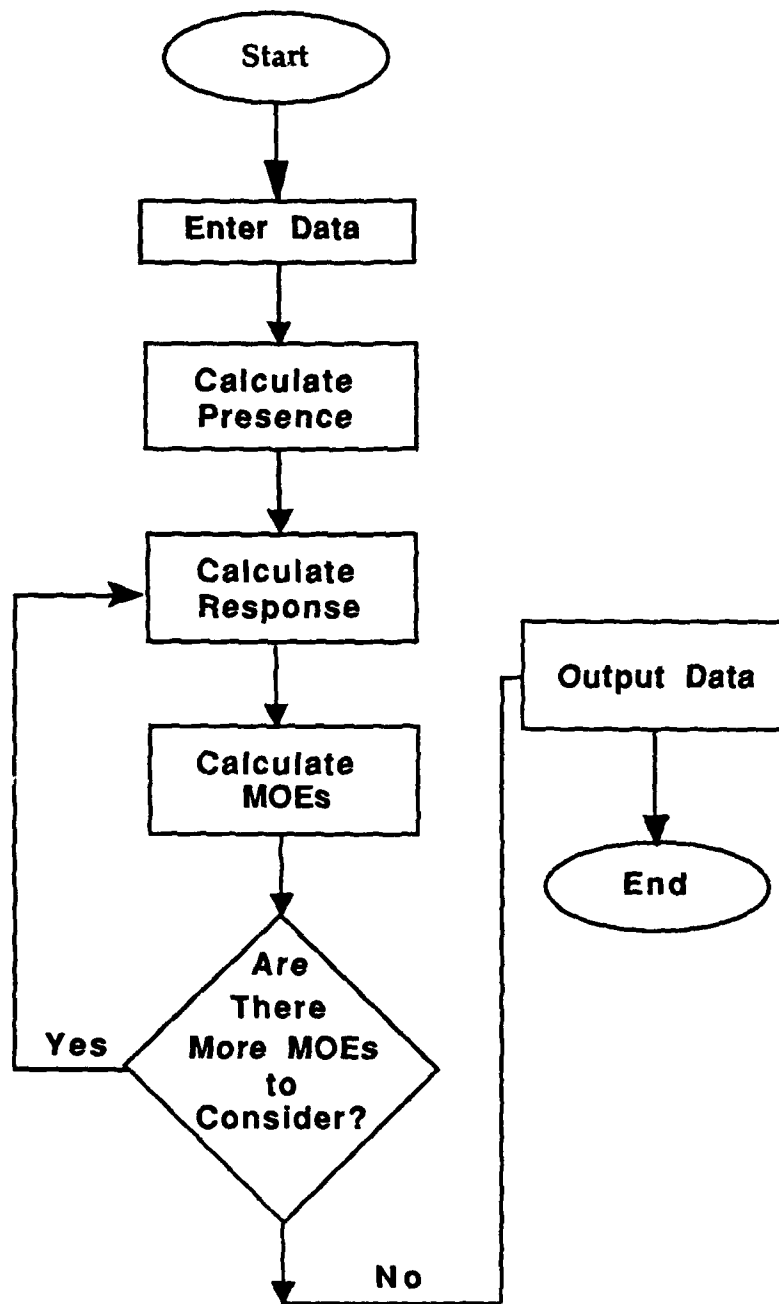 Start
Enter Data
Calculate
Presence
Calculate
Response
Calculate
MOEs
Are
There
More MOEs
to
Consider?
Yes
No
Output Data
End